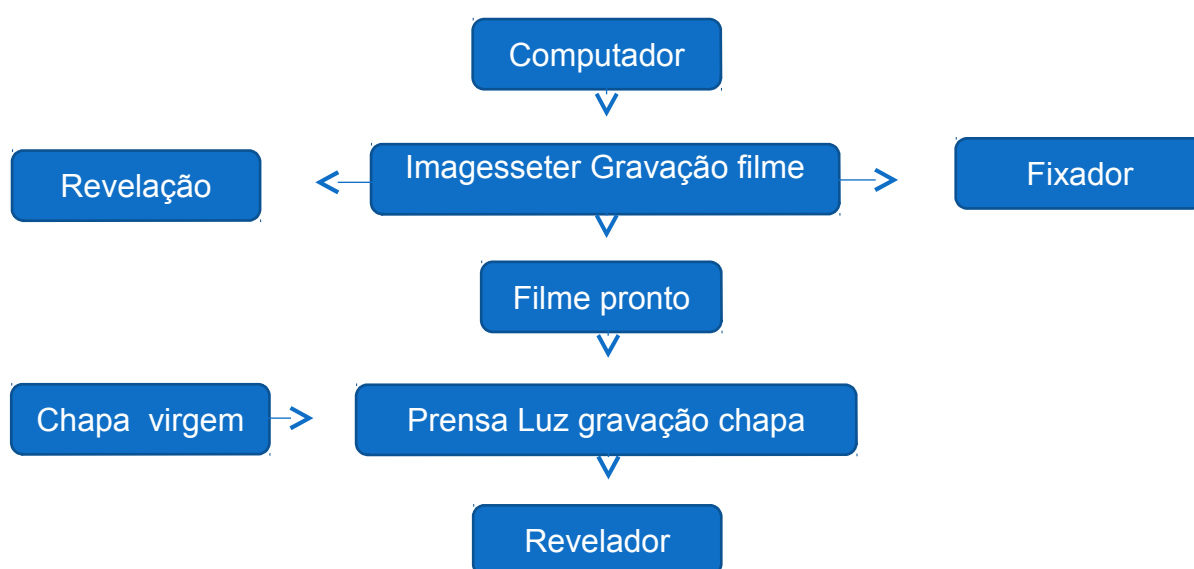 Computador
Revelação
Imagesseter Gravação filme
Fixador
Filme pronto
Chapa virgem
Prensa Luz gravação chapa
Revelador